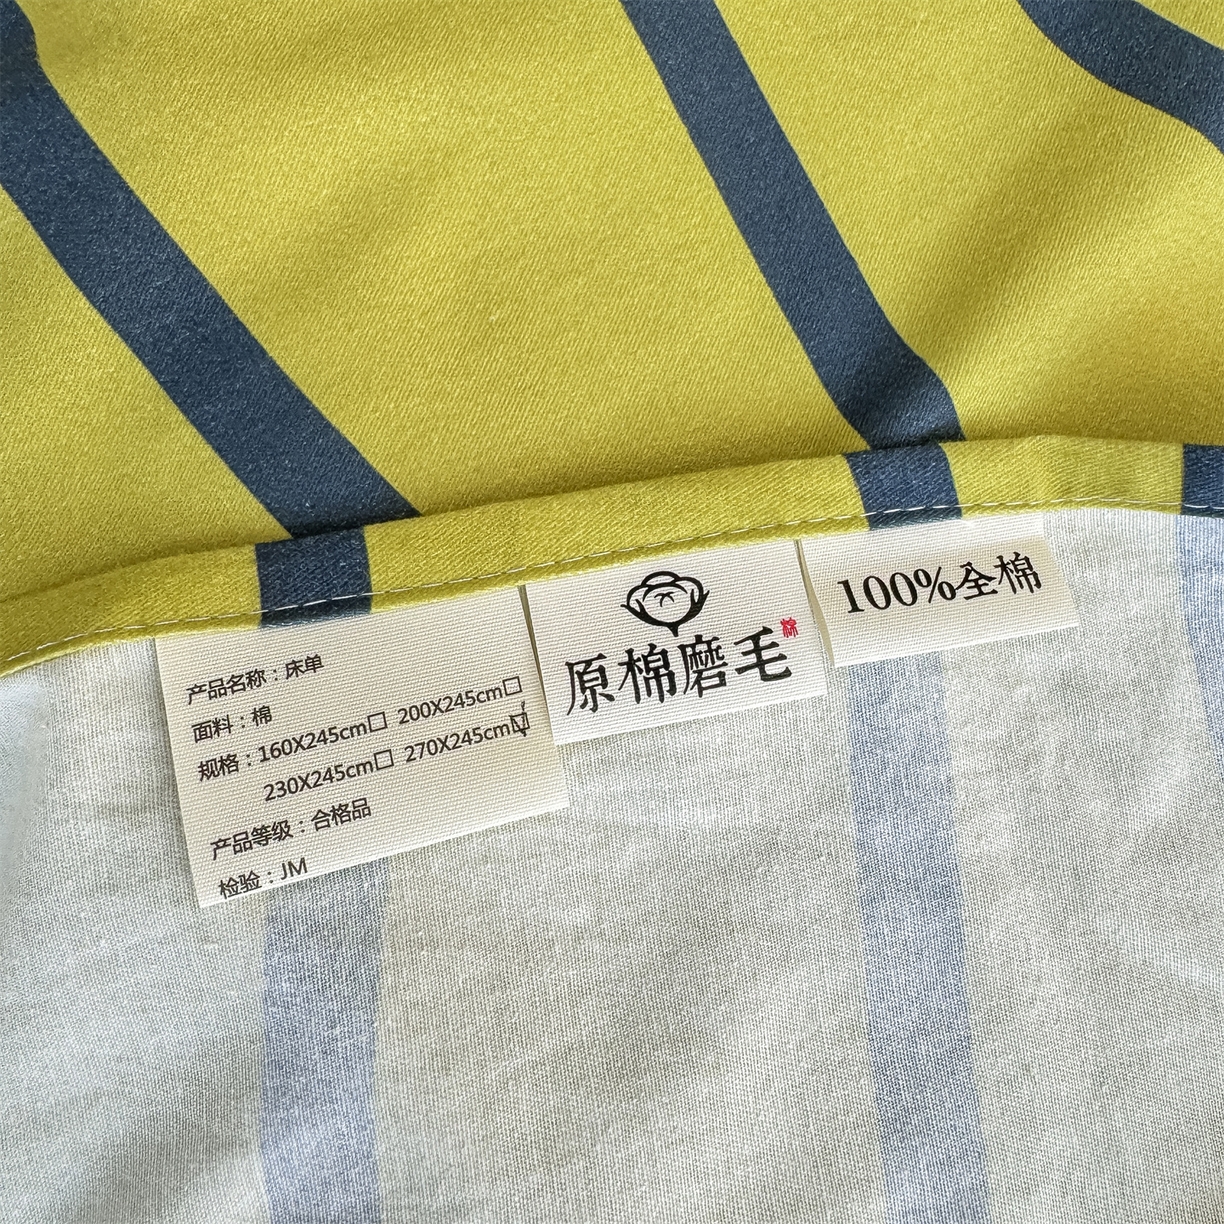 产品名称：床单
面料：棉
规格：160X245cm□ 200X245cm□
230X245cm□ 270X245cm☑
产品等级：合格品
检验：JM
原棉磨毛
棉
100%全棉